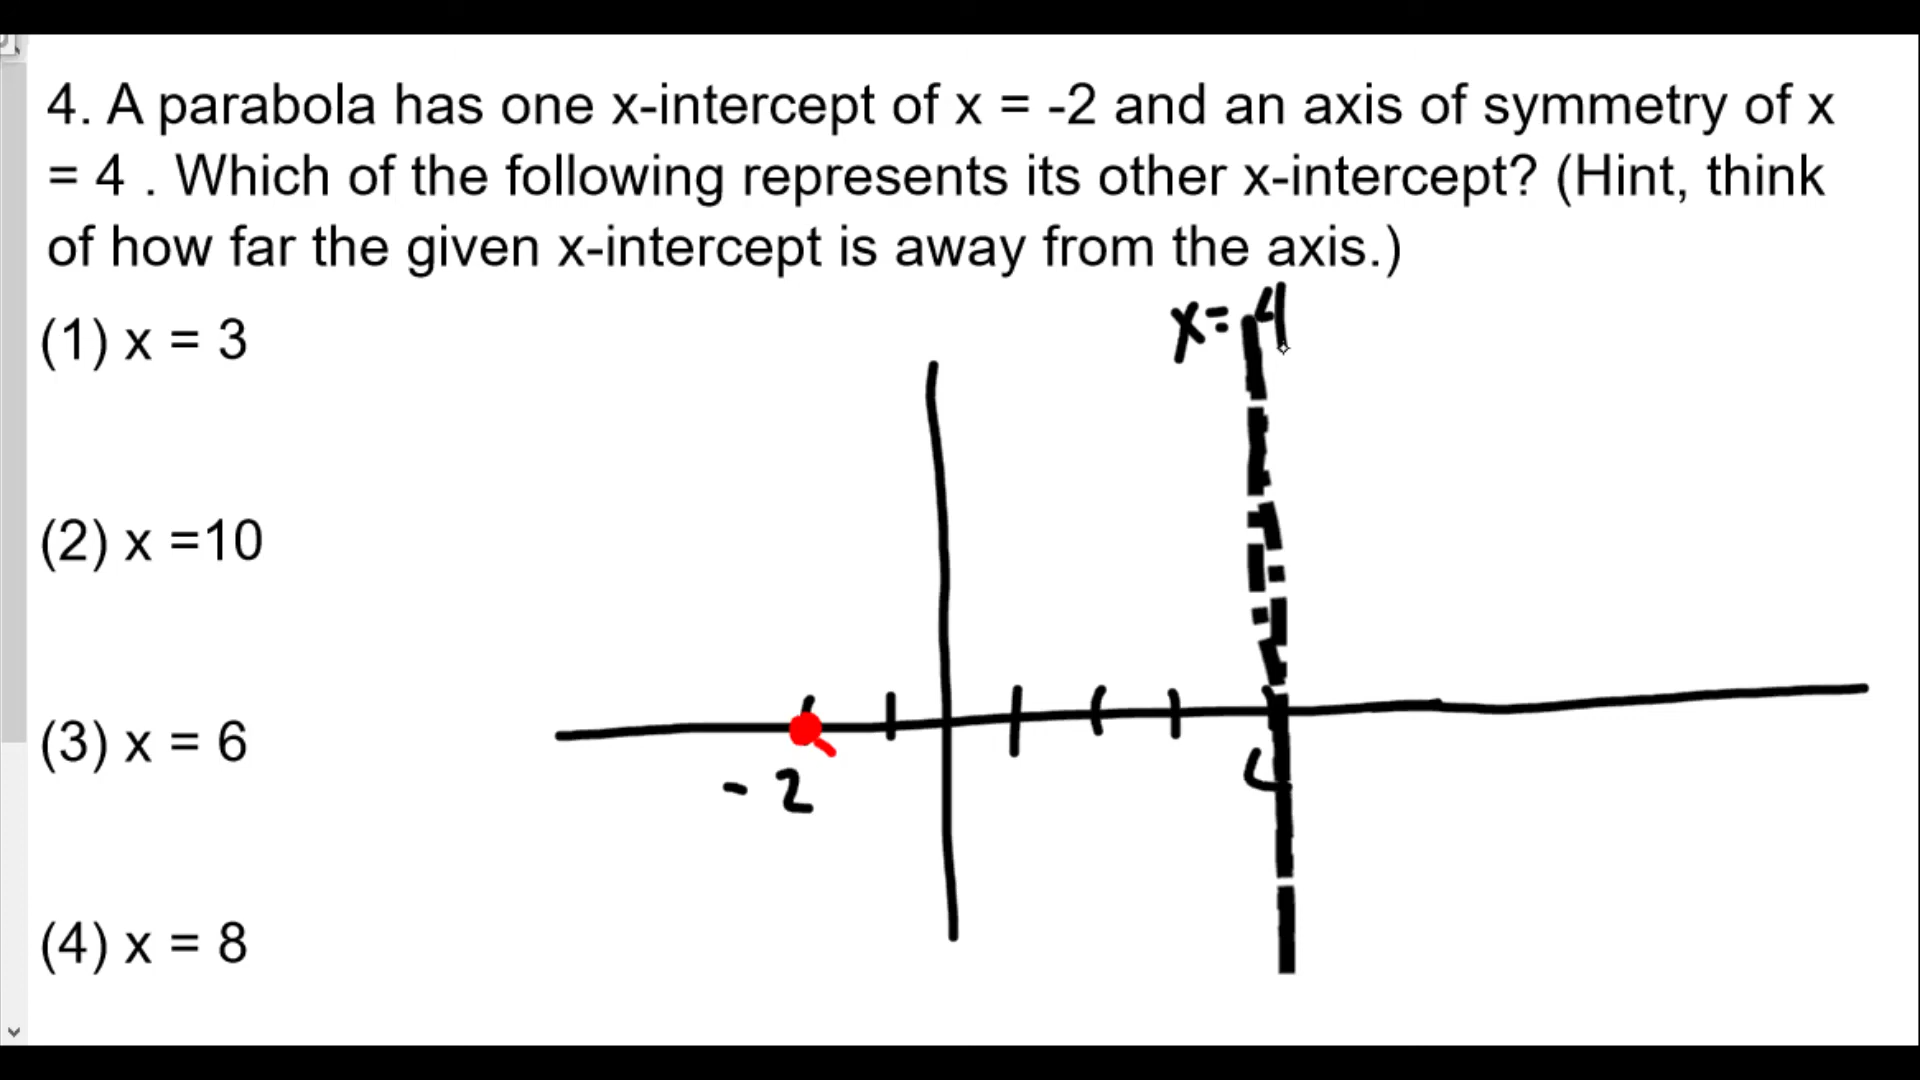 4. A parabola has one x-intercept of x = -2 and an axis of symmetry of x
= 4 . Which of the following represents its other x-intercept? (Hint, think
of how far the given x-intercept is away from the axis.)
x=4
(1) x = 3
(2) x =10
(3) x = 6
- 2
4
(4) x = 8